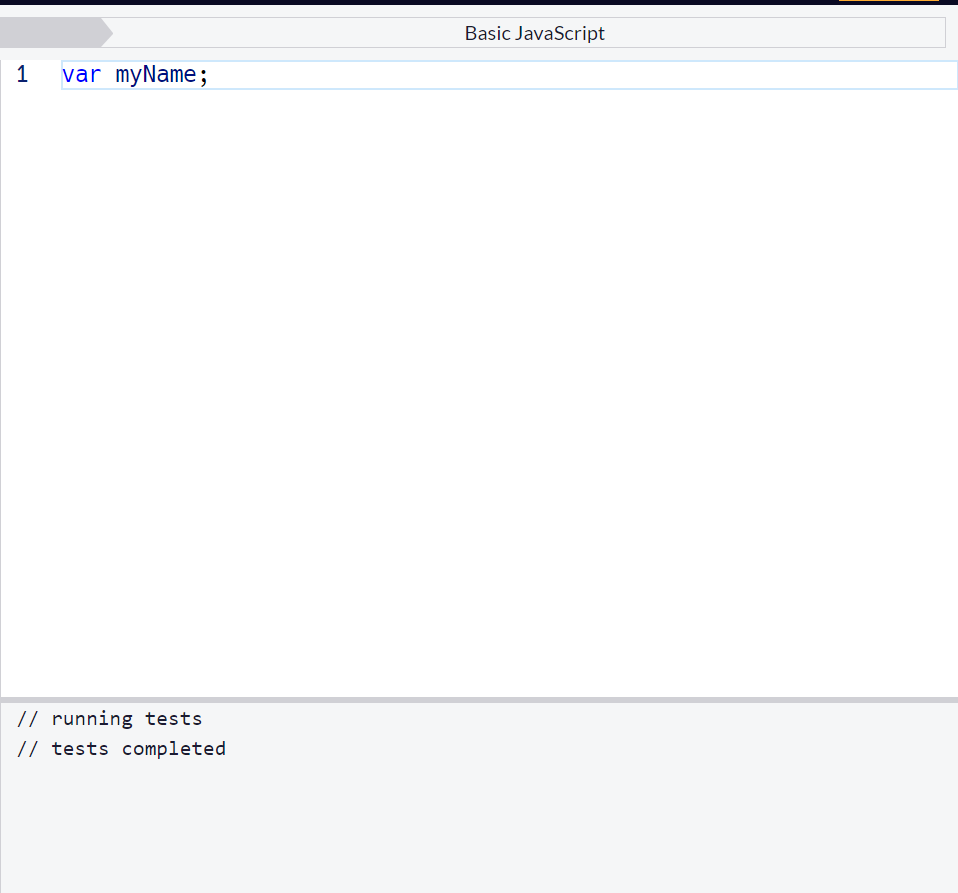 Basic JavaScript
1 var myName;
// running tests
// tests completed